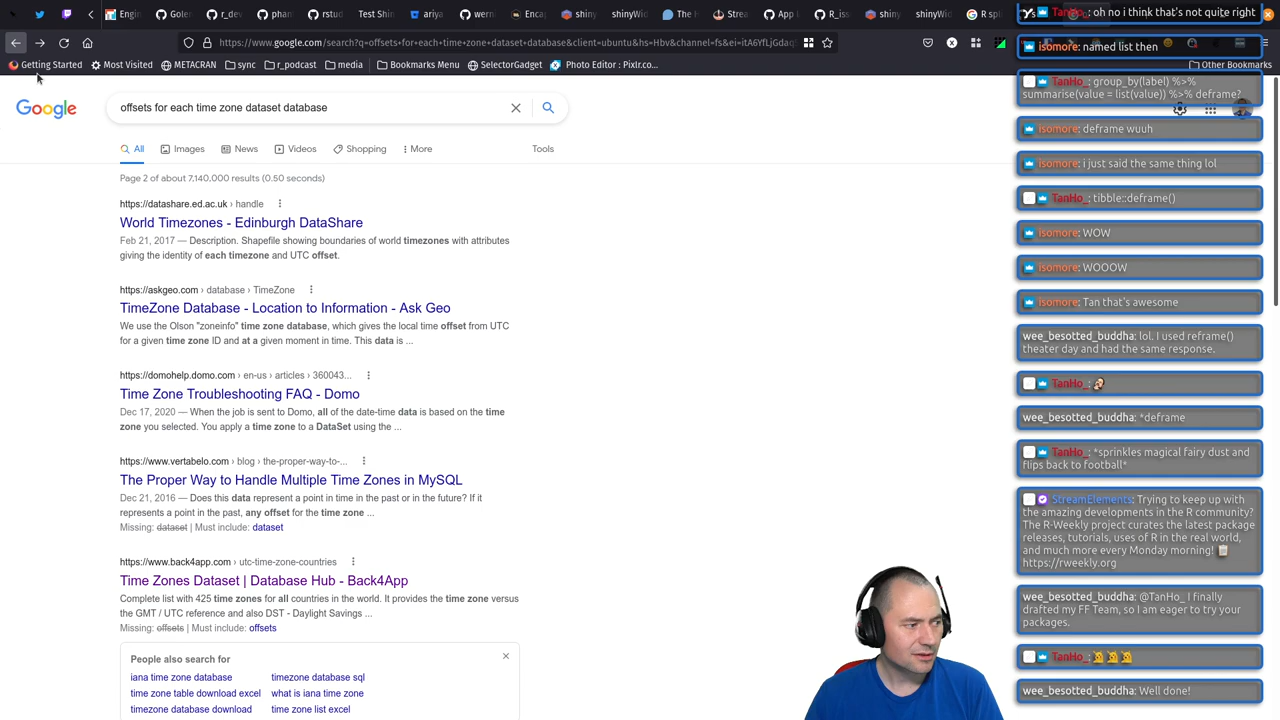 Engin
Golen
r_dev
phan
rstud
Test Shin
ariya
wern
Encap
shiny
shinyWid
The H
Strea
App I
R_iss
shiny
shinyWid
R spl
https://www.google.com/search?q=offsets+for+each+time+zone+dataset+database&client=ubuntu&hs=Hbv&channel=fs&ei=itA6YfLjGdaq
Getting Started
Most Visited
METACRAN
sync
r_podcast
media
Bookmarks Menu
SelectorGadget
Photo Editor : Pixlr.co...
Other Bookmarks
Google
offsets for each time zone dataset database
All
Images
News
Videos
Shopping
More
Tools
Page 2 of about 7,140,000 results (0.50 seconds)
https://datashare.ed.ac.uk › handle
World Timezones - Edinburgh DataShare
Feb 21, 2017 — Description. Shapefile showing boundaries of world timezones with attributes
giving the identity of each timezone and UTC offset.
https://askgeo.com › database › TimeZone
TimeZone Database - Location to Information - Ask Geo
We use the Olson "zoneinfo" time zone database, which gives the local time offset from UTC
for a given time zone ID and at a given moment in time. This data is ...
https://domohelp.domo.com › en-us › articles › 360043...
Time Zone Troubleshooting FAQ - Domo
Dec 17, 2020 — When the job is sent to Domo, all of the date-time data is based on the time
zone you selected. You apply a time zone to a DataSet using the ...
https://www.vertabelo.com › blog › the-proper-way-to-...
The Proper Way to Handle Multiple Time Zones in MySQL
Dec 21, 2016 — Does this data represent a point in time in the past or in the future? If it
represents a point in the past, any offset for the time zone ...
Missing: dataset | Must include: dataset
https://www.back4app.com › utc-time-zone-countries
Time Zones Dataset | Database Hub - Back4App
Complete list with 425 time zones for all countries in the world. It provides the time zone versus
the GMT / UTC reference and also DST - Daylight Savings ...
Missing: offsets | Must include: offsets
People also search for
iana time zone database
timezone database sql
time zone table download excel
what is iana time zone
timezone database download
time zone list excel
TanHo_: oh no i think that's not quite right
isomore: named list then
TanHo_: group_by(label) %>%
summarise(value = list(value)) %>% deframe?
isomore: deframe wuuh
isomore: i just said the same thing lol
TanHo_: tibble::deframe()
isomore: WOW
isomore: WOOOW
isomore: Tan that's awesome
wee_besotted_buddha: lol. I used reframe()
theater day and had the same response.
TanHo_:
wee_besotted_buddha: *deframe
TanHo_: *sprinkles magical fairy dust and
flips back to football*
StreamElements: Trying to keep up with
the amazing developments in the R community?
The R-Weekly project curates the latest package
releases, tutorials, uses of R in the real world,
and much more every Monday morning!
https://rweekly.org
wee_besotted_buddha: @TanHo_ I finally
drafted my FF Team, so I am eager to try your
packages.
TanHo_:
wee_besotted_buddha: Well done!